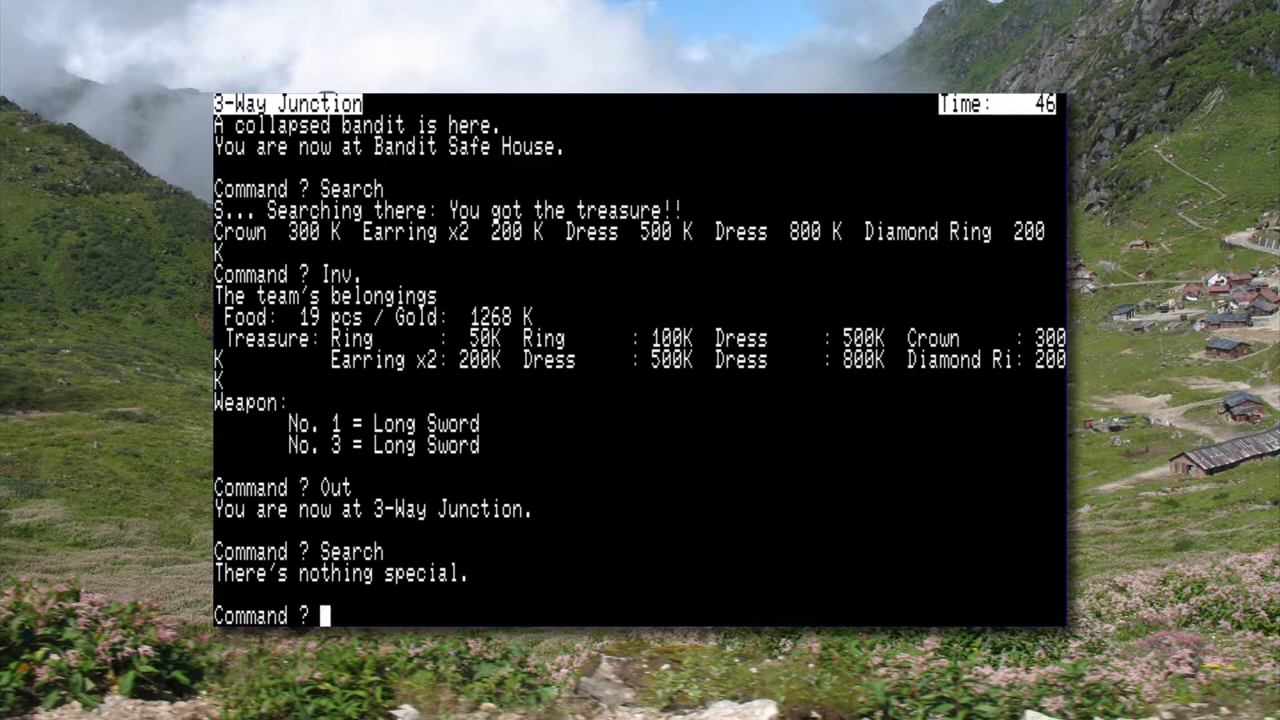 3-Way Junction Time: 46
A collapsed bandit is here.
You are now at Bandit Safe House.
Command ? Search
S... Searching there: You got the treasure!!
Crown 300 K Earring x2 200 K Dress 500 K Dress 800 K Diamond Ring 200
K
Command ? Inv.
The team's belongings
Food: 19 pcs / Gold: 1268 K
Treasure: Ring : 50K Ring : 100K Dress : 500K Crown : 300
K Earring x2: 200K Dress : 500K Dress : 800K Diamond Ri: 200
K
Weapon:
No. 1 = Long Sword
No. 3 = Long Sword
Command ? Out
You are now at 3-Way Junction.
Command ? Search
There's nothing special.
Command ?